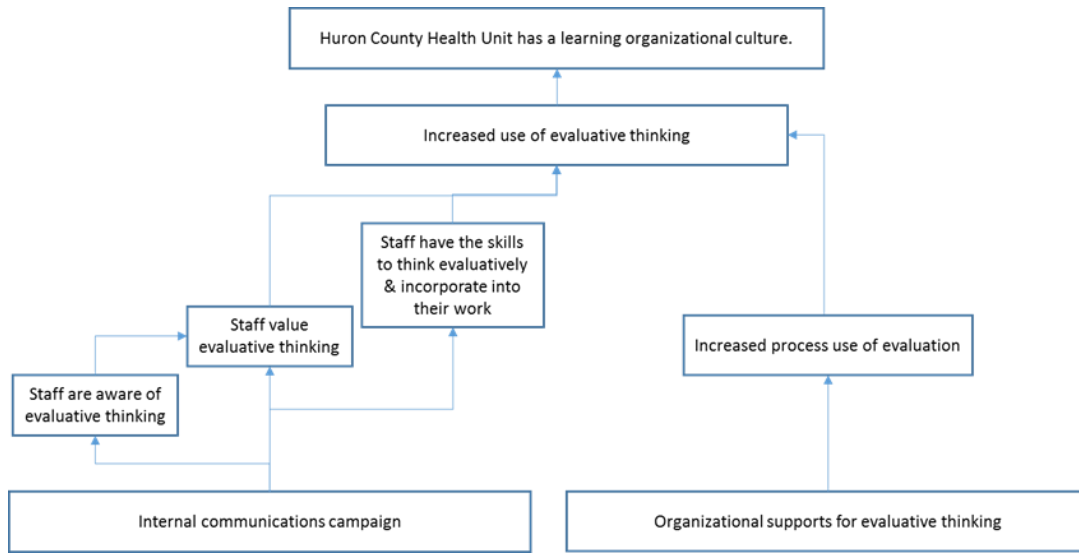 Huron County Health Unit has a learning organizational culture.
Increased use of evaluative thinking
Staff have the skills
to think evaluatively
& incorporate into
their work
Staff value
evaluative thinking
Increased process use of evaluation
Staff are aware of
evaluative thinking
Internal communications campaign
Organizational supports for evaluative thinking